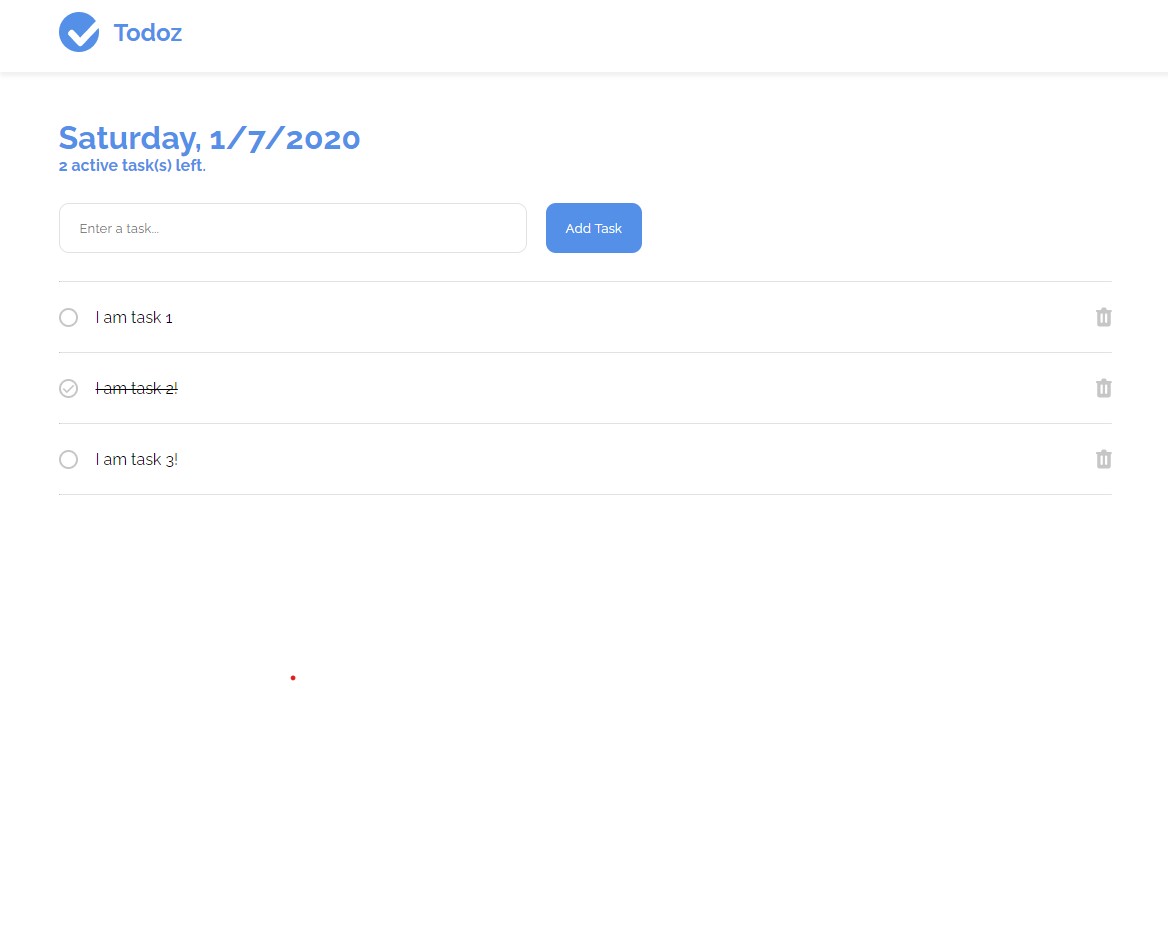 Todoz
Saturday, 1/7/2020
2 active task(s) left.
Enter a task...
Add Task
I am task 1
I am task 2!
I am task 3!